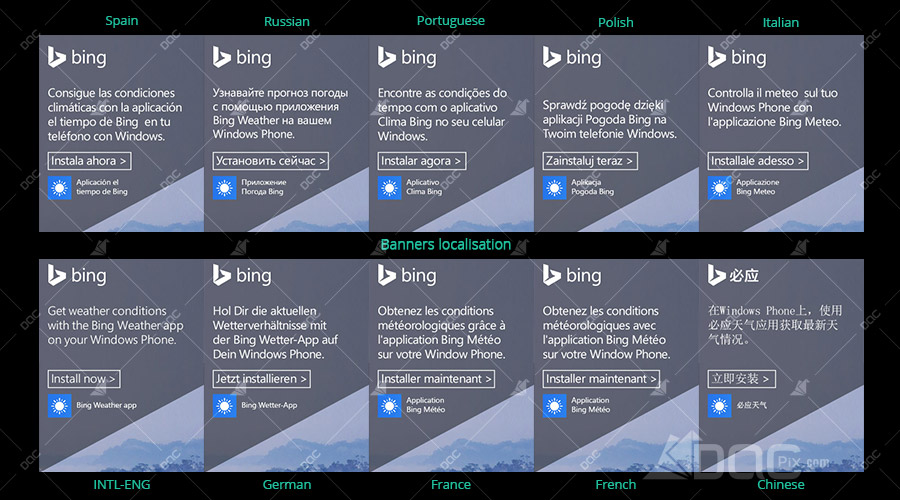 Spain
Russian
Portuguese
Polish
Italian
bing
Consigue las condiciones
climáticas con la aplicación
el tiempo de Bing en tu
teléfono con Windows.
Instala ahora >
Aplicación el
tiempo de Bing
bing
Узнавайте прогноз погоды
с помощью приложения
Bing Weather на вашем
Windows Phone.
Установить сейчас >
Приложение
Погода Bing
bing
Encontre as condições do
tempo com o aplicativo
Clima Bing no seu celular
Windows.
Instalar agora >
Aplicativo
Clima Bing
bing
Sprawdź pogodę dzięki
aplikacji Pogoda Bing na
Twoim telefonie Windows.
Zainstaluj teraz >
Aplikacja
Pogoda Bing
bing
Controlla il meteo sul tuo
Windows Phone con
l'applicazione Bing Meteo.
Installale adesso >
Applicazione
Bing Meteo
Banners localisation
bing
Get weather conditions
with the Bing Weather app
on your Windows Phone.
Install now >
Bing Weather app
bing
Hol Dir die aktuellen
Wetterverhältnisse mit
der Bing Wetter-App auf
Dein Windows Phone.
Jetzt installieren >
Bing Wetter-App
bing
Obtenez les conditions
météorologiques grâce à
l'application Bing Météo
sur votre Window Phone.
Installer maintenant >
Application
Bing Météo
bing
Obtenez les conditions
météorologiques avec
l'application Bing Météo
sur votre Window Phone.
Installer maintenant >
Application
Bing Météo
必应
在Windows Phone上，使用
必应天气应用获取最新天
气情况。
立即安装 >
必应天气
DQC
Pix.com
INTL-ENG
German
France
French
Chinese